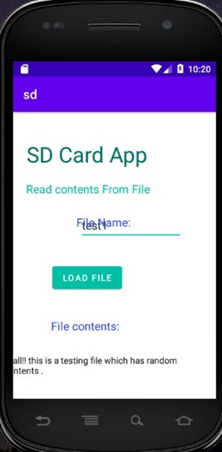 10:20
sd
SD Card App
Read contents From File
File Name:
test1
LOAD FILE
File contents:
all!! this is a testing file which has random
ntents .